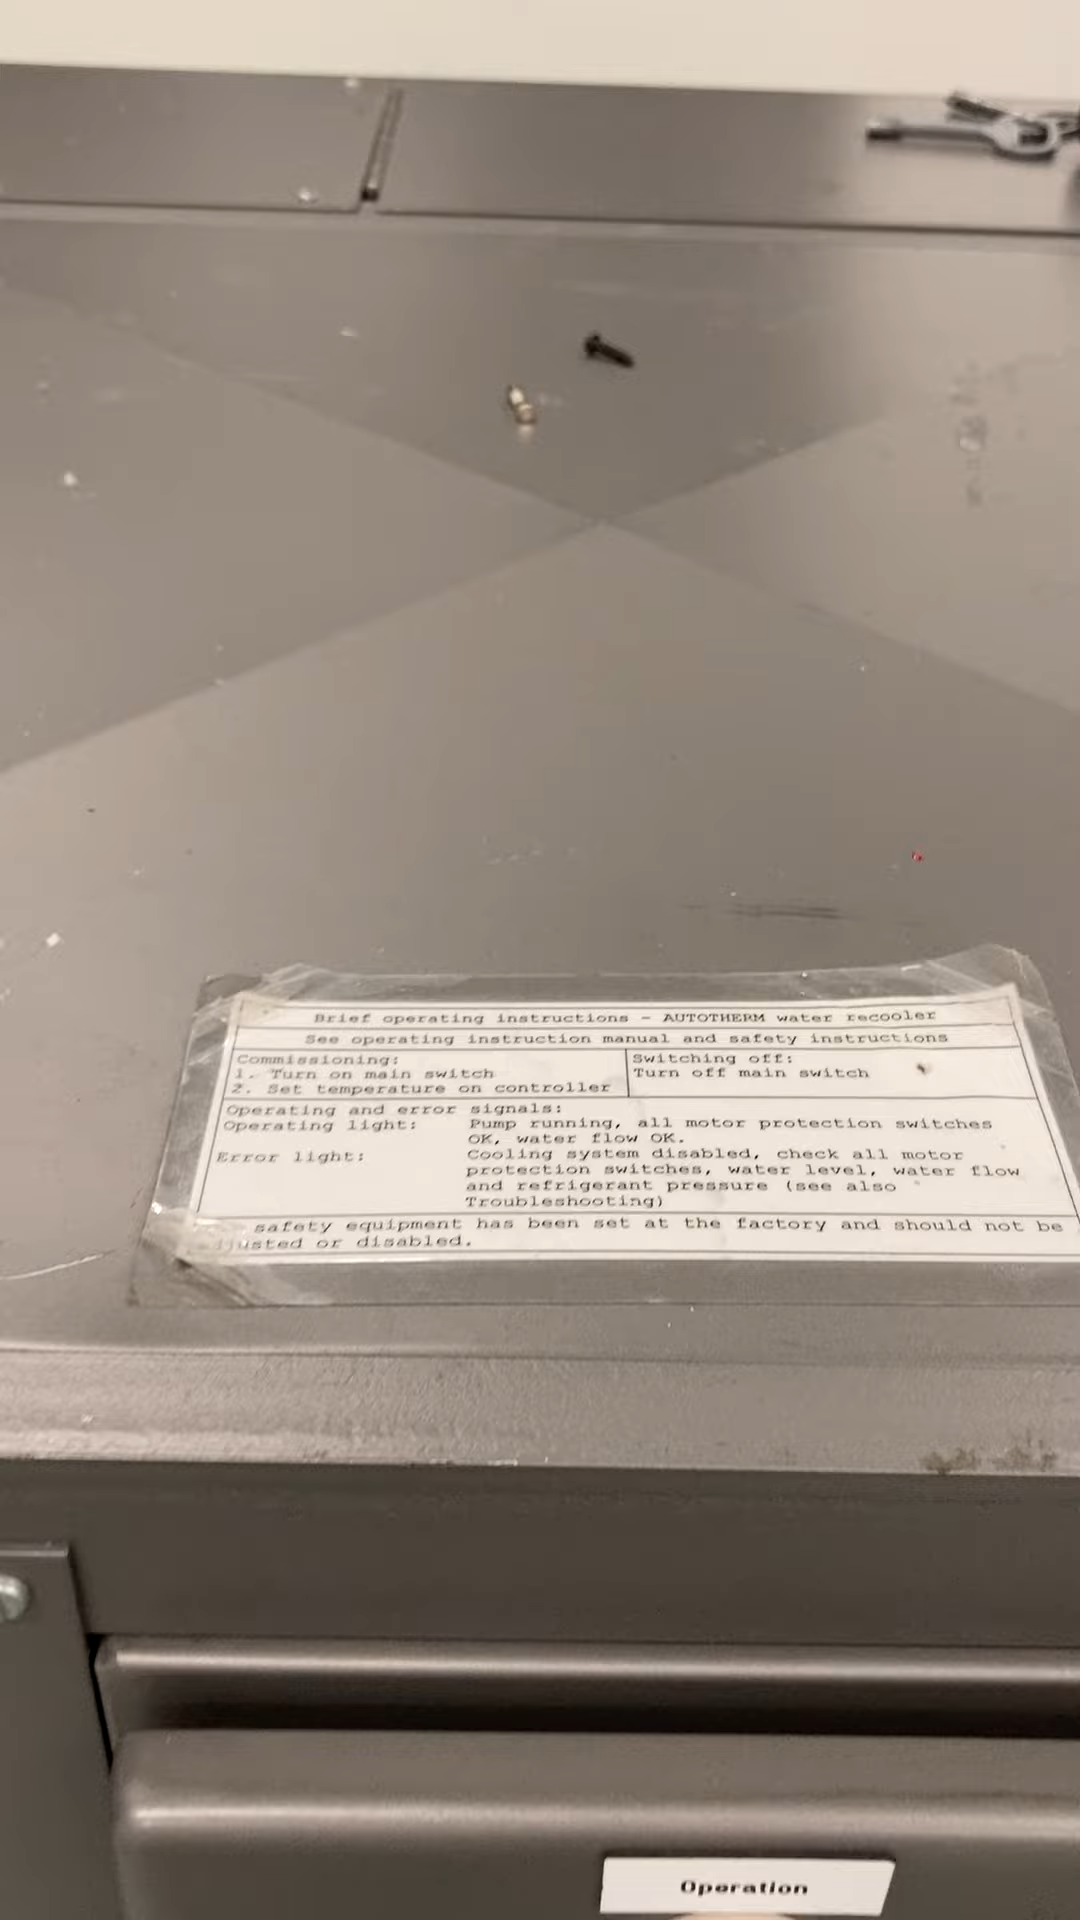 Brief operating instructions - AUTOTHERM water recooler
See operating instruction manual and safety instructions
Commissioning:
1. Turn on main switch
2. Set temperature on controller
Switching off:
Turn off main switch
Operating and error signals:
Operating light: Pump running, all motor protection switches
OK, water flow OK.
Error light: Cooling system disabled, check all motor
protection switches, water level, water flow
and refrigerant pressure (see also
Troubleshooting)
safety equipment has been set at the factory and should not be
or disabled.
Operation